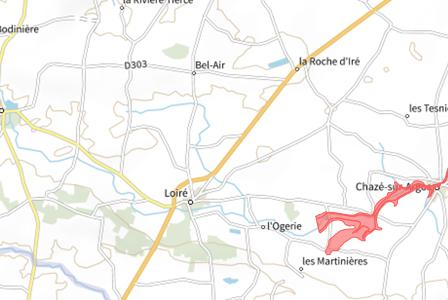 la Rivière-Tierce
Bodinière
D303
Bel-Air
la Roche d'Iré
les Tesni
Chazé-sur-Argos
Loiré
l'Ogerie
les Martinières